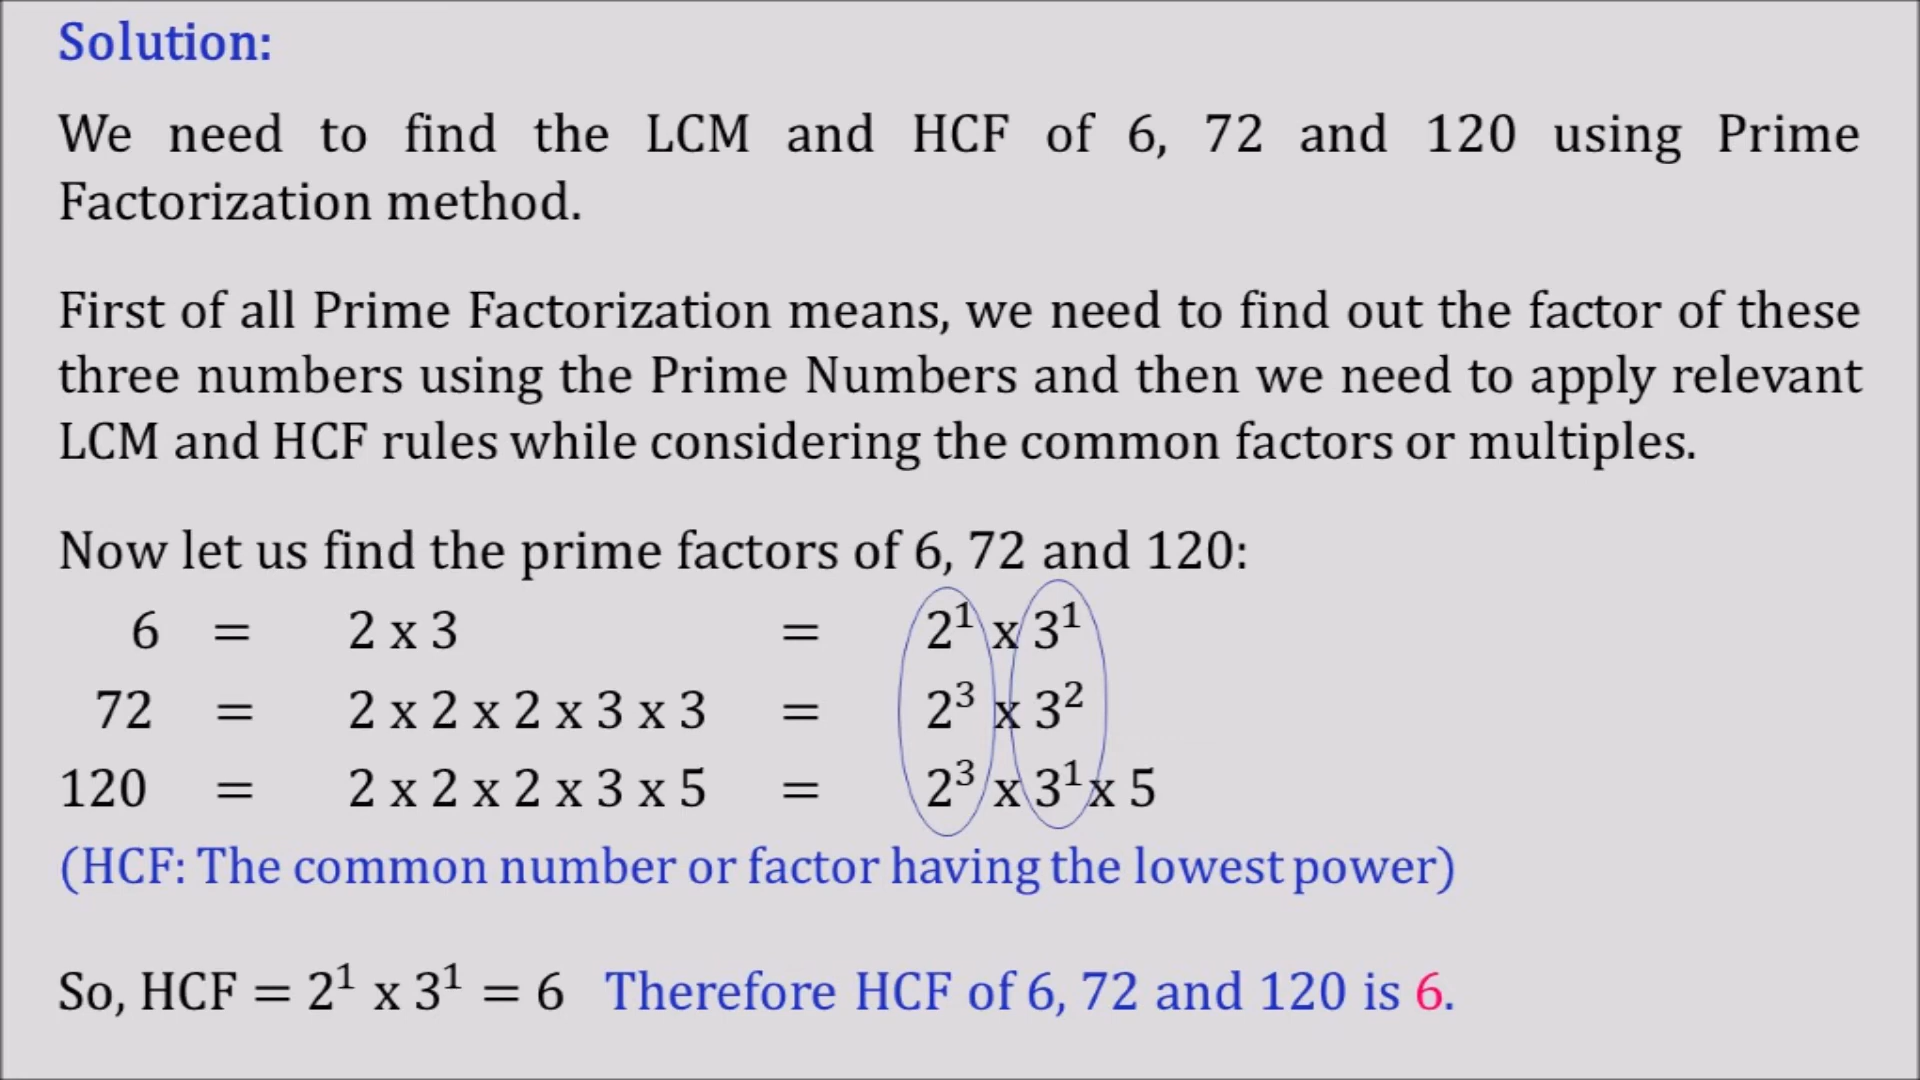 Solution:
We need to find the LCM and HCF of 6, 72 and 120 using Prime
Factorization method.
First of all Prime Factorization means, we need to find out the factor of these
three numbers using the Prime Numbers and then we need to apply relevant
LCM and HCF rules while considering the common factors or multiples.
Now let us find the prime factors of 6, 72 and 120:
6 = 2 x 3 = 2¹ x 3¹
72 = 2 x 2 x 2 x 3 x 3 = 2³ x 3²
120 = 2 x 2 x 2 x 3 x 5 = 2³ x 3¹ x 5
(HCF: The common number or factor having the lowest power)
So, HCF = 2¹ x 3¹ = 6 Therefore HCF of 6, 72 and 120 is 6.